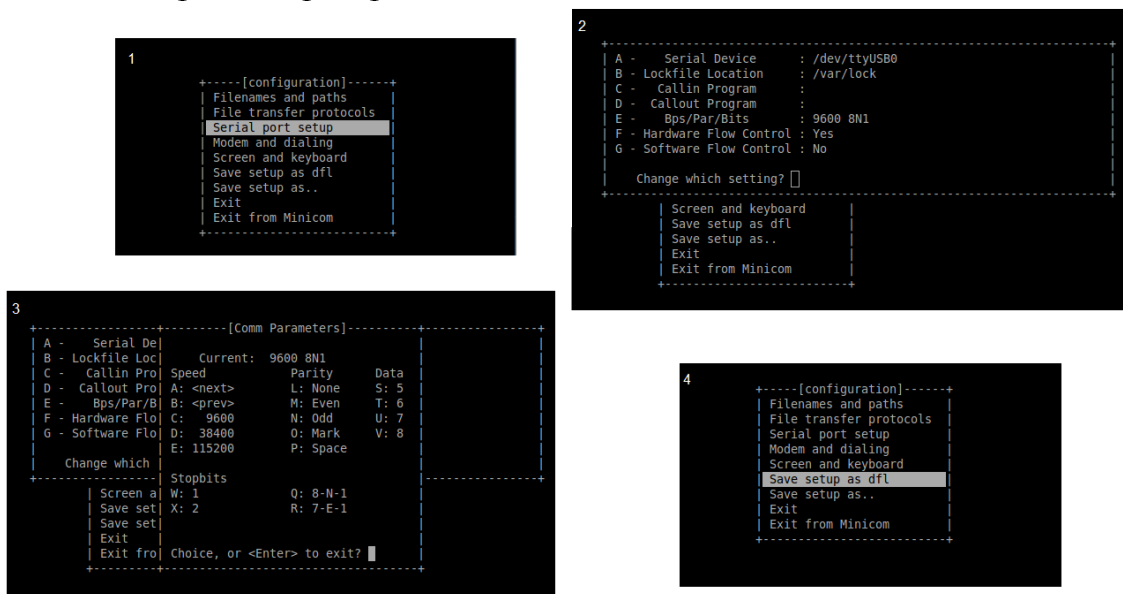 1
+-----[configuration]------+
| Filenames and paths |
| File transfer protocols |
| Serial port setup |
| Modem and dialing |
| Screen and keyboard |
| Save setup as dfl |
| Save setup as.. |
| Exit |
| Exit from Minicom |
+--------------------------+
2
+-----------------------------------------------------------------------+
| A - Serial Device : /dev/ttyUSB0 |
| B - Lockfile Location : /var/lock |
| C - Callin Program : |
| D - Callout Program : |
| E - Bps/Par/Bits : 9600 8N1 |
| F - Hardware Flow Control : Yes |
| G - Software Flow Control : No |
| |
| Change which setting? |
+-----------------------------------------------------------------------+
| Screen and keyboard |
| Save setup as dfl |
| Save setup as.. |
| Exit |
| Exit from Minicom |
+--------------------------+
3
+-----------------+---------[Comm Parameters]----------+----------------+
| A - Serial De| | |
| B - Lockfile Loc| Current: 9600 8N1 | |
| C - Callin Pro| Speed Parity Data | |
| D - Callout Pro| A: <next> L: None S: 5 | |
| E - Bps/Par/B| B: <prev> M: Even T: 6 | |
| F - Hardware Flo| C: 9600 N: Odd U: 7 | |
| G - Software Flo| D: 38400 O: Mark V: 8 | |
| | E: 115200 P: Space | |
| Change which | | |
+-----------------| Stopbits |----------------+
| Screen a| W: 1 Q: 8-N-1 |
| Save set| X: 2 R: 7-E-1 |
| Save set| |
| Exit | |
| Exit fro| Choice, or <Enter> to exit? |
+---------+------------------------------------+
4
+-----[configuration]------+
| Filenames and paths |
| File transfer protocols |
| Serial port setup |
| Modem and dialing |
| Screen and keyboard |
| Save setup as dfl |
| Save setup as.. |
| Exit |
| Exit from Minicom |
+--------------------------+